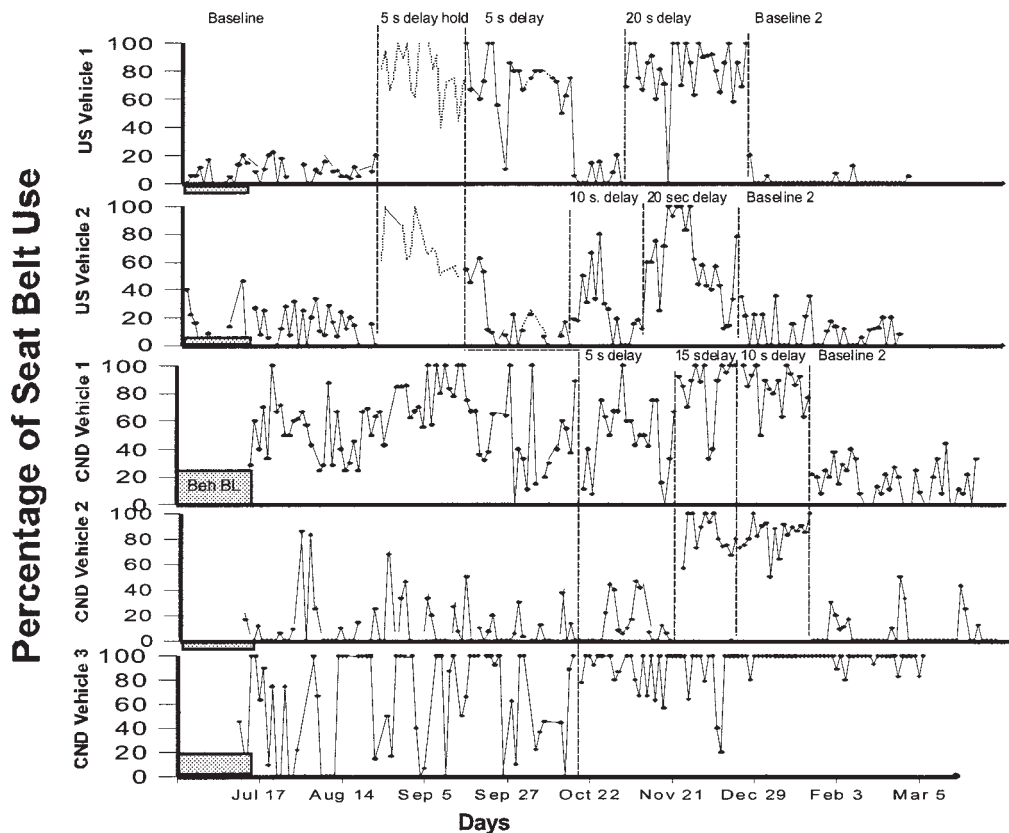 Percentage of Seat Belt Use
Baseline 5 s delay hold 5 s delay 20 s delay Baseline 2
US Vehicle 1
100
80
60
40
20
0
10 s. delay 20 sec delay Baseline 2
US Vehicle 2
100
80
60
40
20
0
5 s delay 15 s delay 10 s delay Baseline 2
CND Vehicle 1
100
80
60
40
20
0
Beh BL
CND Vehicle 2
100
80
60
40
20
0
CND Vehicle 3
100
80
60
40
20
0
Jul 17 Aug 14 Sep 5 Sep 27 Oct 22 Nov 21 Dec 29 Feb 3 Mar 5
Days